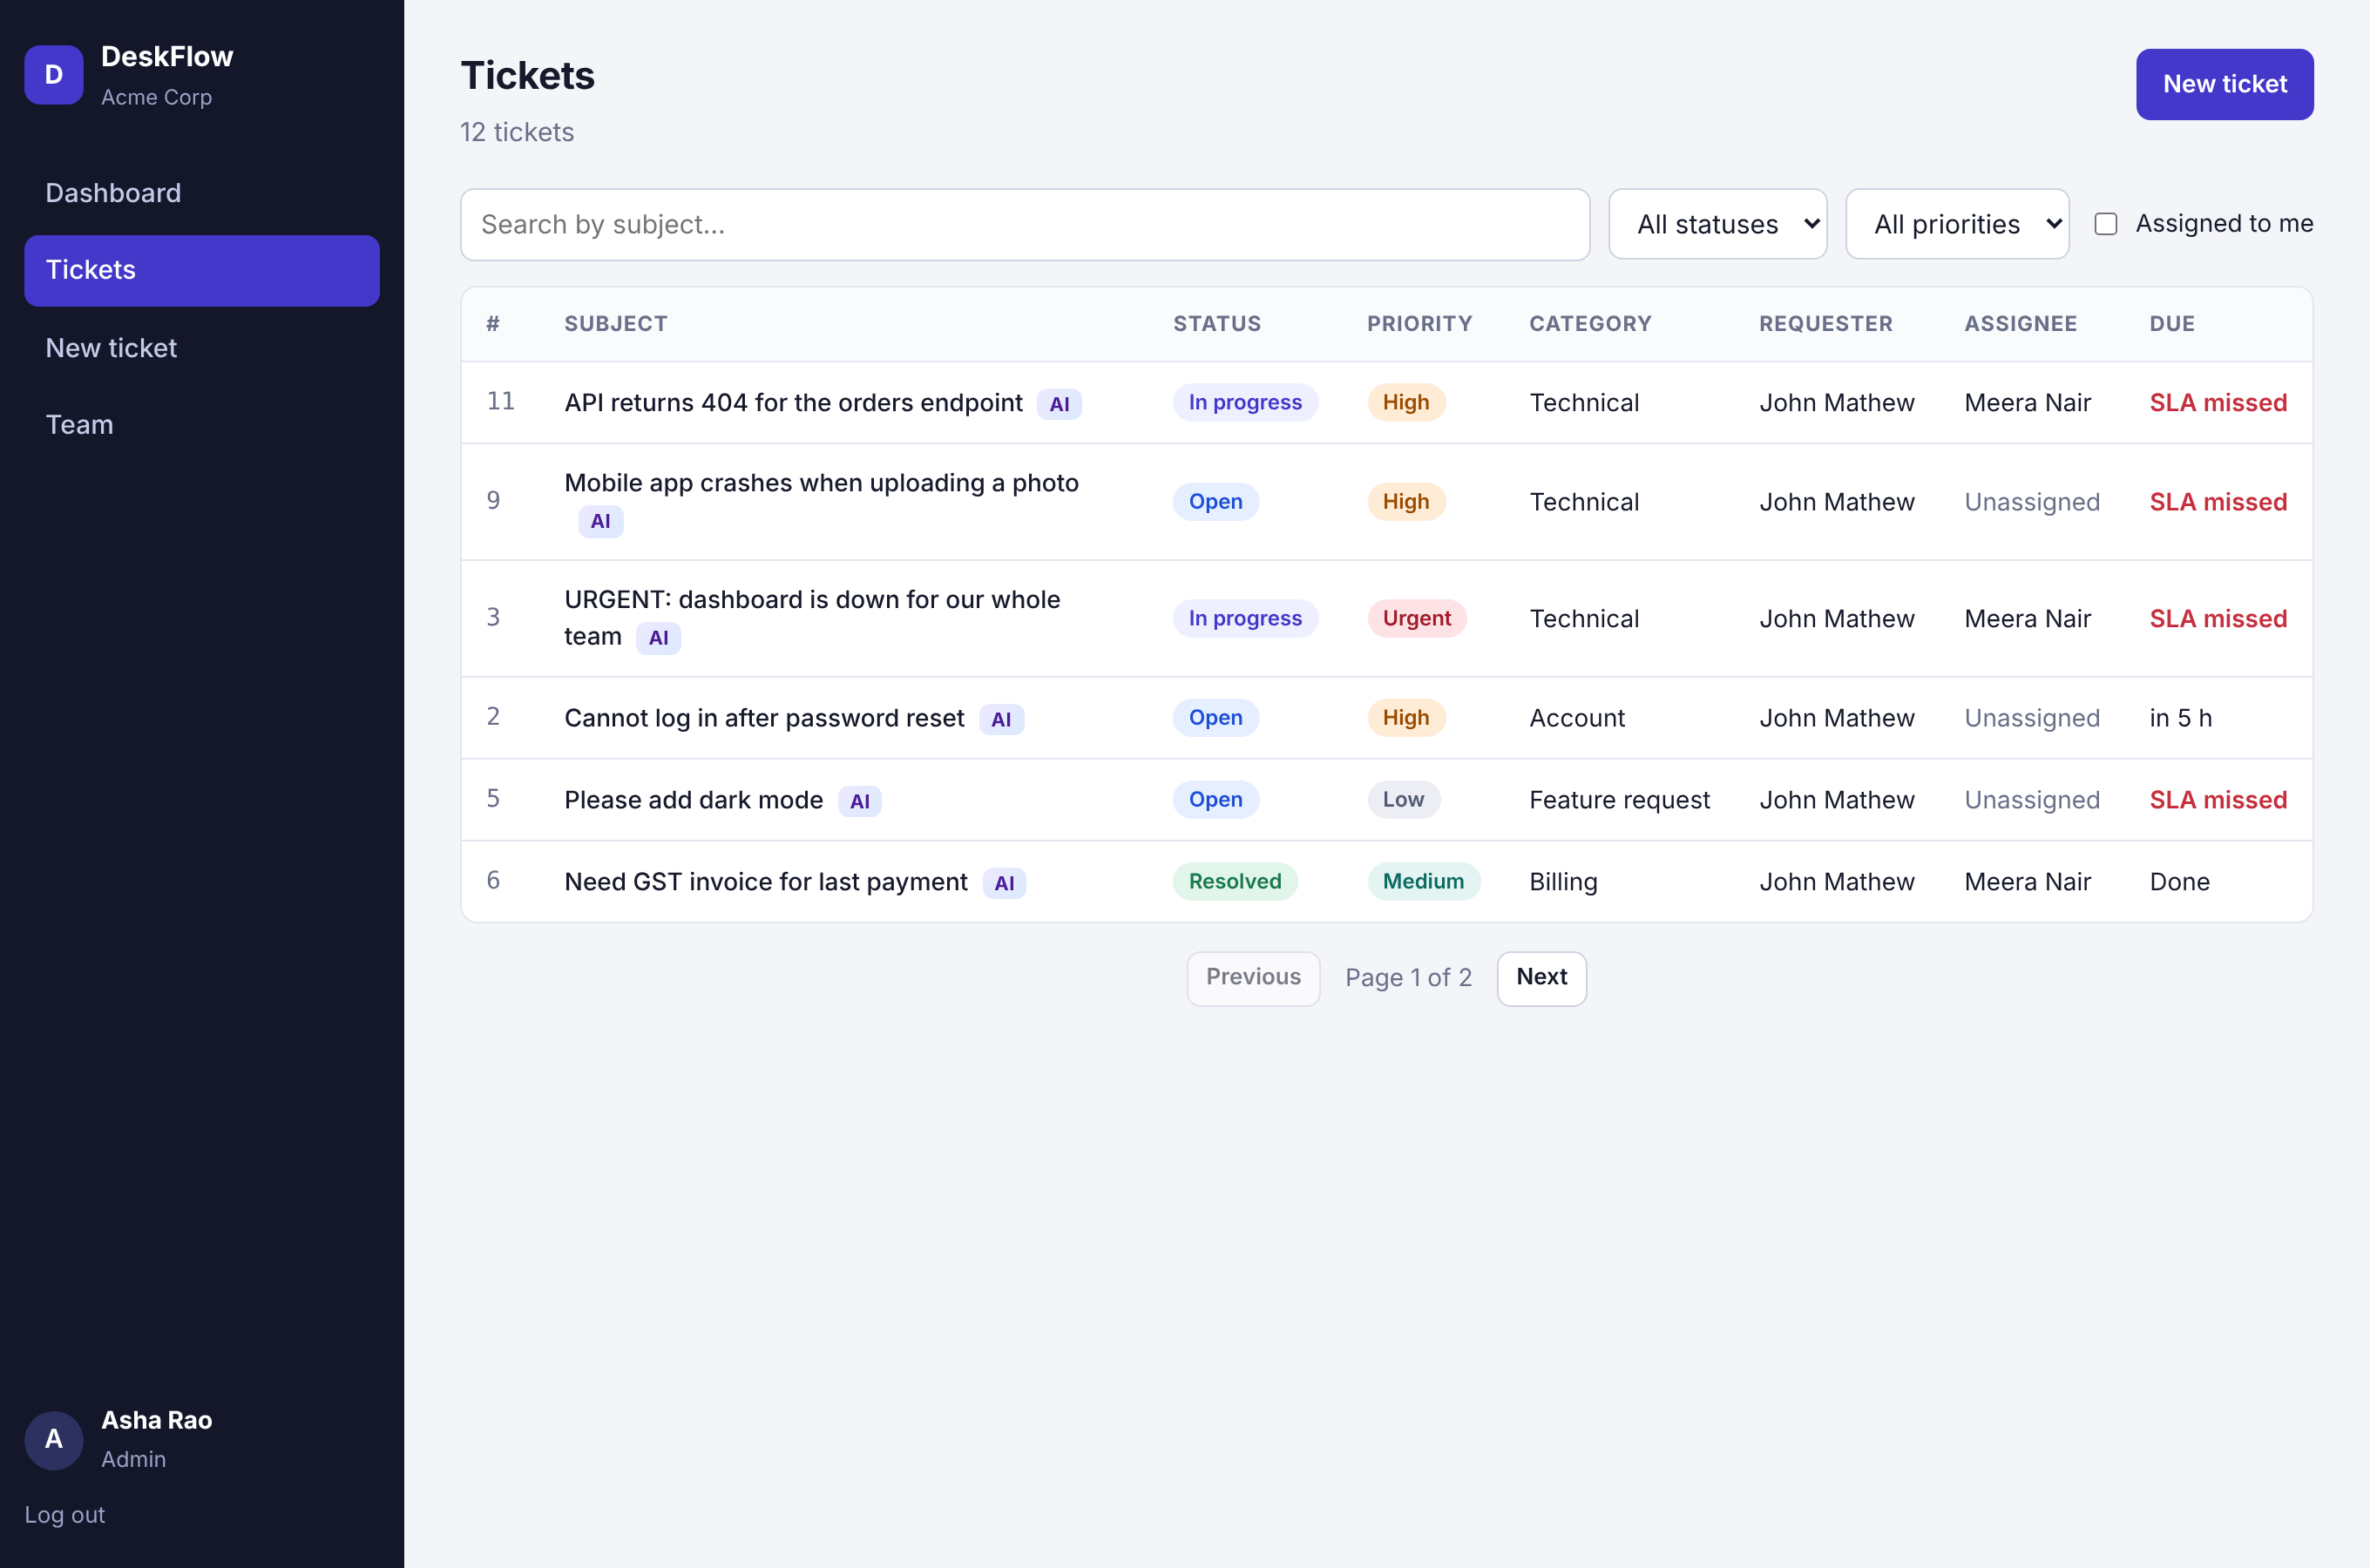 D
DeskFlow
Acme Corp
Dashboard
Tickets
New ticket
Team
A
Asha Rao
Admin
Log out
Tickets
12 tickets
New ticket
Search by subject...
All statuses
All priorities
Assigned to me
# SUBJECT STATUS PRIORITY CATEGORY REQUESTER ASSIGNEE DUE
11 API returns 404 for the orders endpoint AI In progress High Technical John Mathew Meera Nair SLA missed
9 Mobile app crashes when uploading a photo
AI Open High Technical John Mathew Unassigned SLA missed
3 URGENT: dashboard is down for our whole
team AI In progress Urgent Technical John Mathew Meera Nair SLA missed
2 Cannot log in after password reset AI Open High Account John Mathew Unassigned in 5 h
5 Please add dark mode AI Open Low Feature request John Mathew Unassigned SLA missed
6 Need GST invoice for last payment AI Resolved Medium Billing John Mathew Meera Nair Done
Previous Page 1 of 2 Next